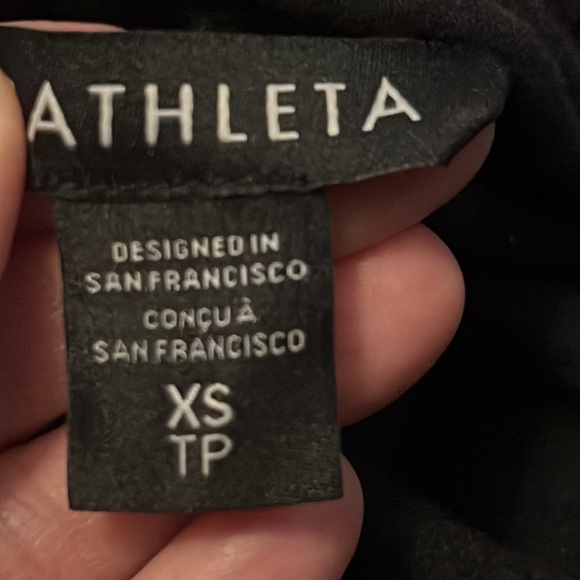 ATHLETA
DESIGNED IN
SAN FRANCISCO
CONÇU À
SAN FRANCISCO
XS
TP